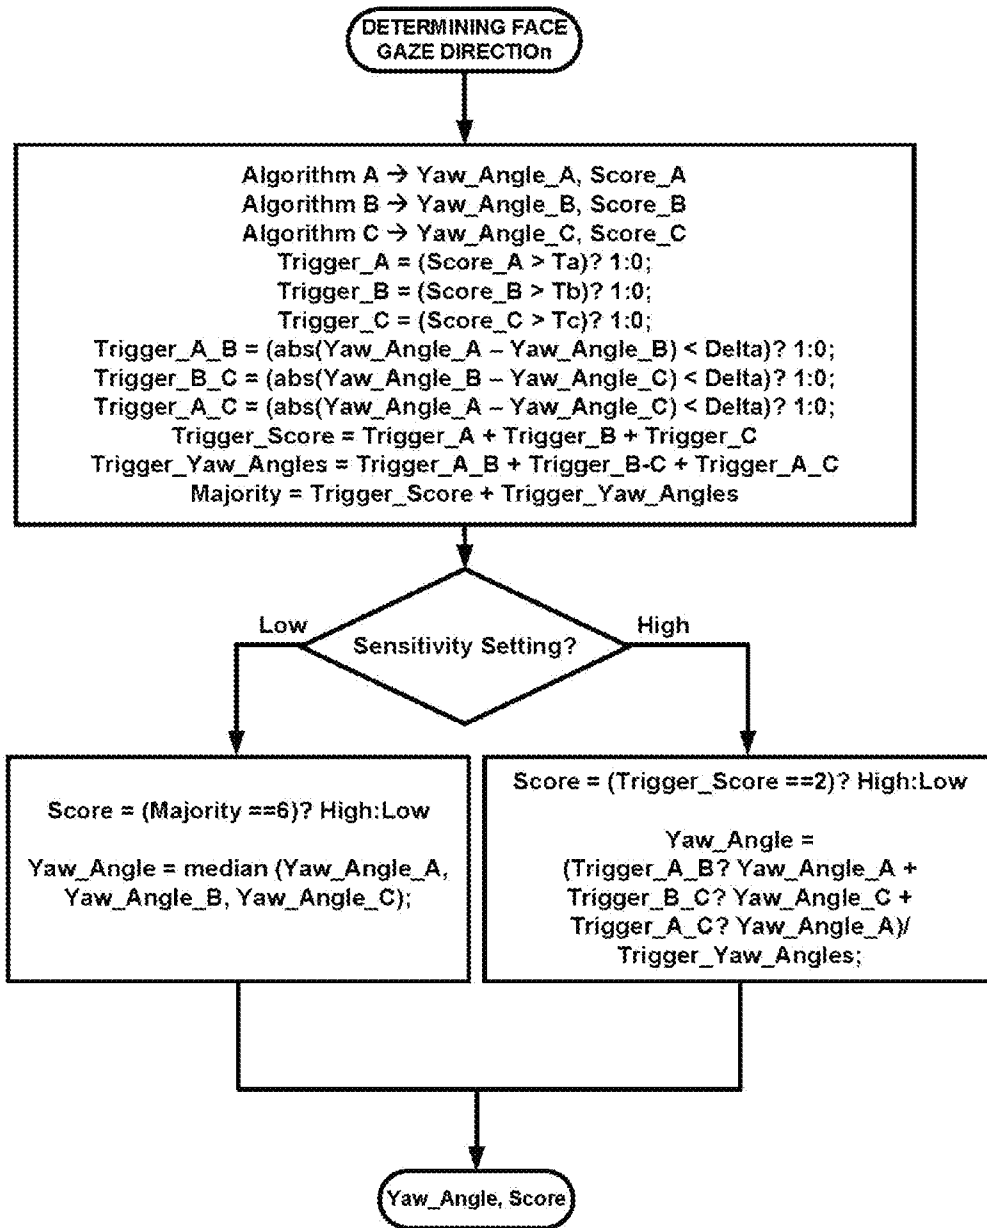 DETERMINING FACE
GAZE DIRECTIOn
Algorithm A → Yaw_Angle_A, Score_A
Algorithm B → Yaw_Angle_B, Score_B
Algorithm C → Yaw_Angle_C, Score_C
Trigger_A = (Score_A > Ta)? 1:0;
Trigger_B = (Score_B > Tb)? 1:0;
Trigger_C = (Score_C > Tc)? 1:0;
Trigger_A_B = (abs(Yaw_Angle_A – Yaw_Angle_B) < Delta)? 1:0;
Trigger_B_C = (abs(Yaw_Angle_B – Yaw_Angle_C) < Delta)? 1:0;
Trigger_A_C = (abs(Yaw_Angle_A – Yaw_Angle_C) < Delta)? 1:0;
Trigger_Score = Trigger_A + Trigger_B + Trigger_C
Trigger_Yaw_Angles = Trigger_A_B + Trigger_B-C + Trigger_A_C
Majority = Trigger_Score + Trigger_Yaw_Angles
Low
High
Sensitivity Setting?
Score = (Majority ==6)? High:Low
Yaw_Angle = median (Yaw_Angle_A,
Yaw_Angle_B, Yaw_Angle_C);
Score = (Trigger_Score ==2)? High:Low
Yaw_Angle =
(Trigger_A_B? Yaw_Angle_A +
Trigger_B_C? Yaw_Angle_C +
Trigger_A_C? Yaw_Angle_A)/
Trigger_Yaw_Angles;
Yaw_Angle, Score